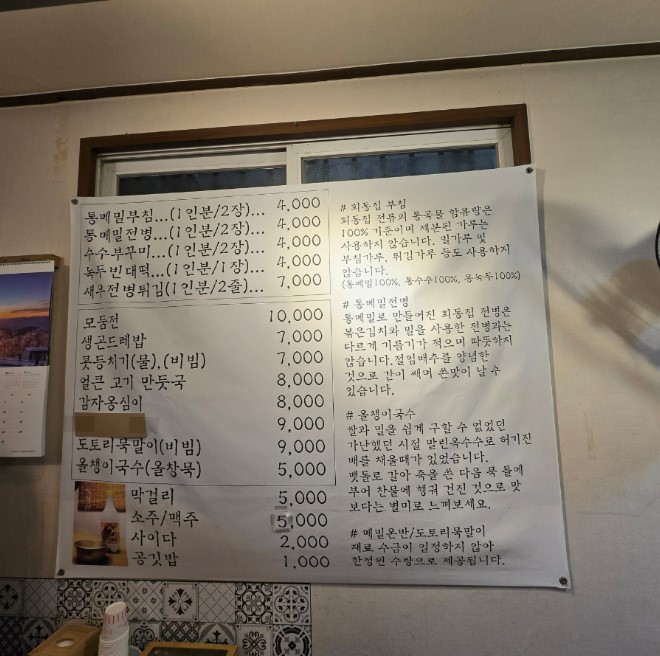 통메밀부침...(1인분/2장)... 4,000
통메밀전병...(1인분/2장)... 4,000
수수부꾸미...(1인분/2장)... 4,000
녹두빈대떡...(1인분/1장)... 4,000
새우전병튀김(1인분/2줄)... 7,000
모둠전 10,000
생곤드레밥 7,000
콧등치기(물).(비빔) 7,000
얼큰 고기 만둣국 8,000
감자옹심이 8,000
9,000
도토리묵말이(비빔) 9,000
올챙이국수(올창묵) 5,000
막걸리 5,000
소주/맥주 5,000
사이다 2,000
공깃밥 1,000
# 회동집 부침
회동집 전류의 통곡물 함유량은
100% 기준이며 제분된 가루는
사용하지 않습니다. 밀가루 및
부침가루, 튀김가루 등도 사용하지
않습니다.
(통메밀100%, 통수수100%, 통녹두100%)
# 통메밀전병
통메밀로 만들어진 회동집 전병은
볶은김치와 밀을 사용한 전병과는
다르게 기름기가 적으며 따뜻하지
않습니다.절임배추를 양념한
것으로 간이 쌔며 쓴맛이 날 수
있습니다.
# 올챙이국수
쌀과 밀을 쉽게 구할 수 없었던
가난했던 시절 말린옥수수로 허기진
배를 채울때가 있었습니다.
맷돌로 갈아 죽을 쑨 다음 묵 틀에
부어 찬물에 헹궈 건진 것으로 맛
보다는 별미로 느껴보세요.
# 메밀온반/도토리묵말이
재료 수급이 일정하지 않아
한정된 수량으로 제공됩니다.